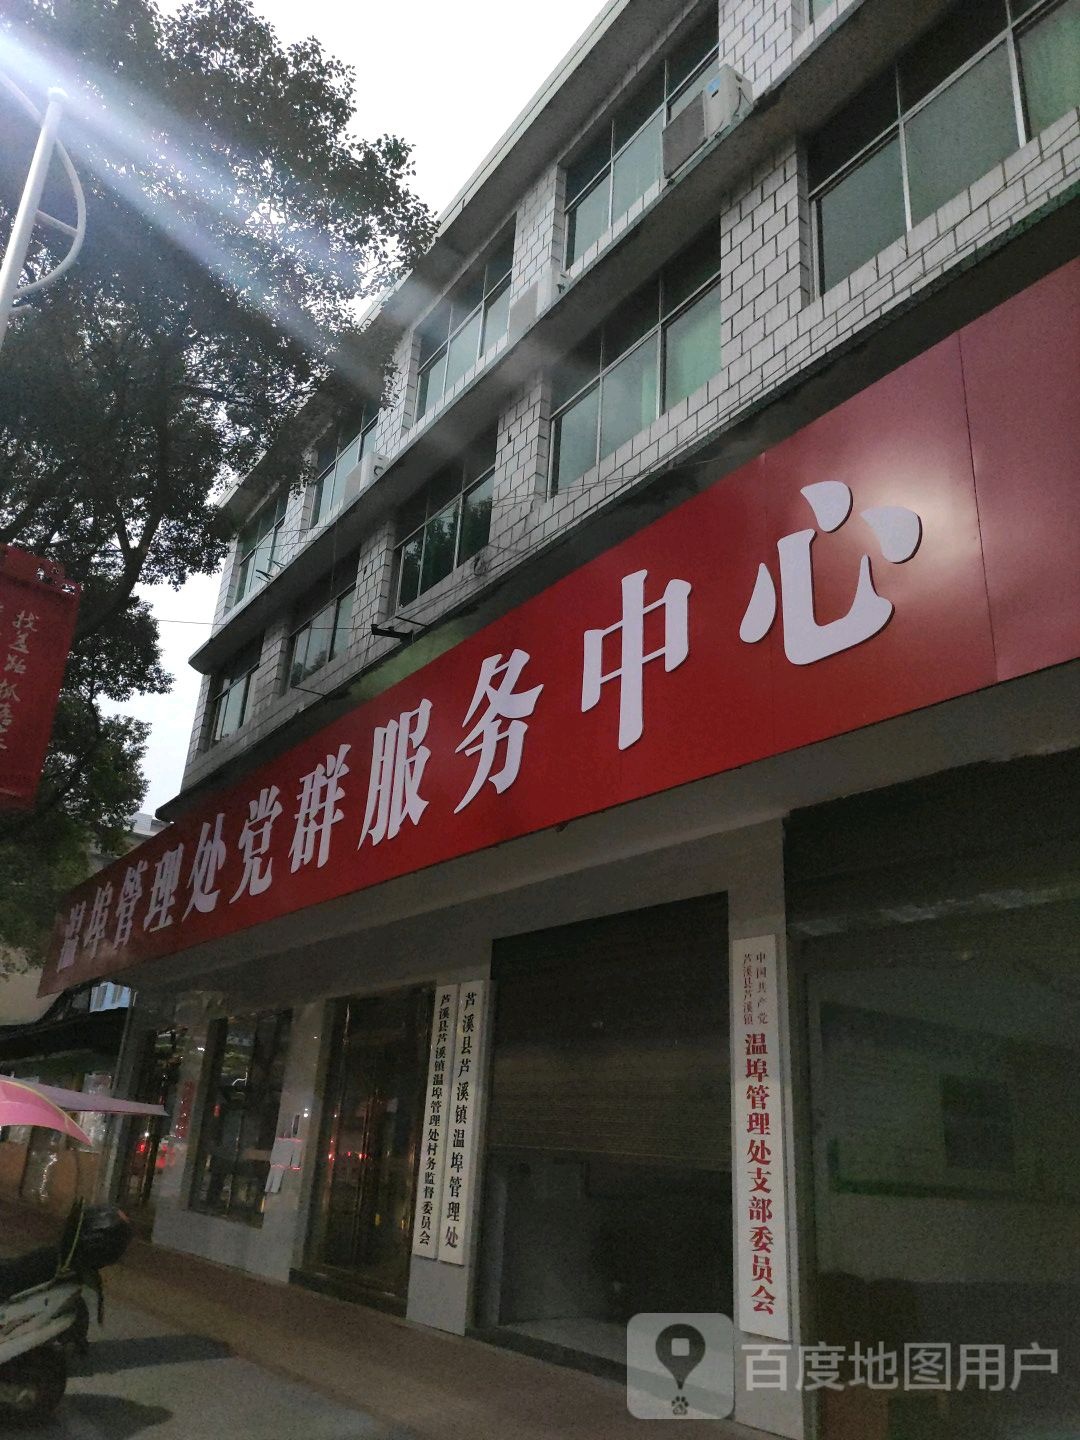 温埠管理处党群服务中心
中国共产党
芦溪县芦溪镇
温埠管理处支部委员会
芦溪县芦溪镇温埠管理处
芦溪县芦溪镇温埠管理处村务监督委员会
百度地图用户